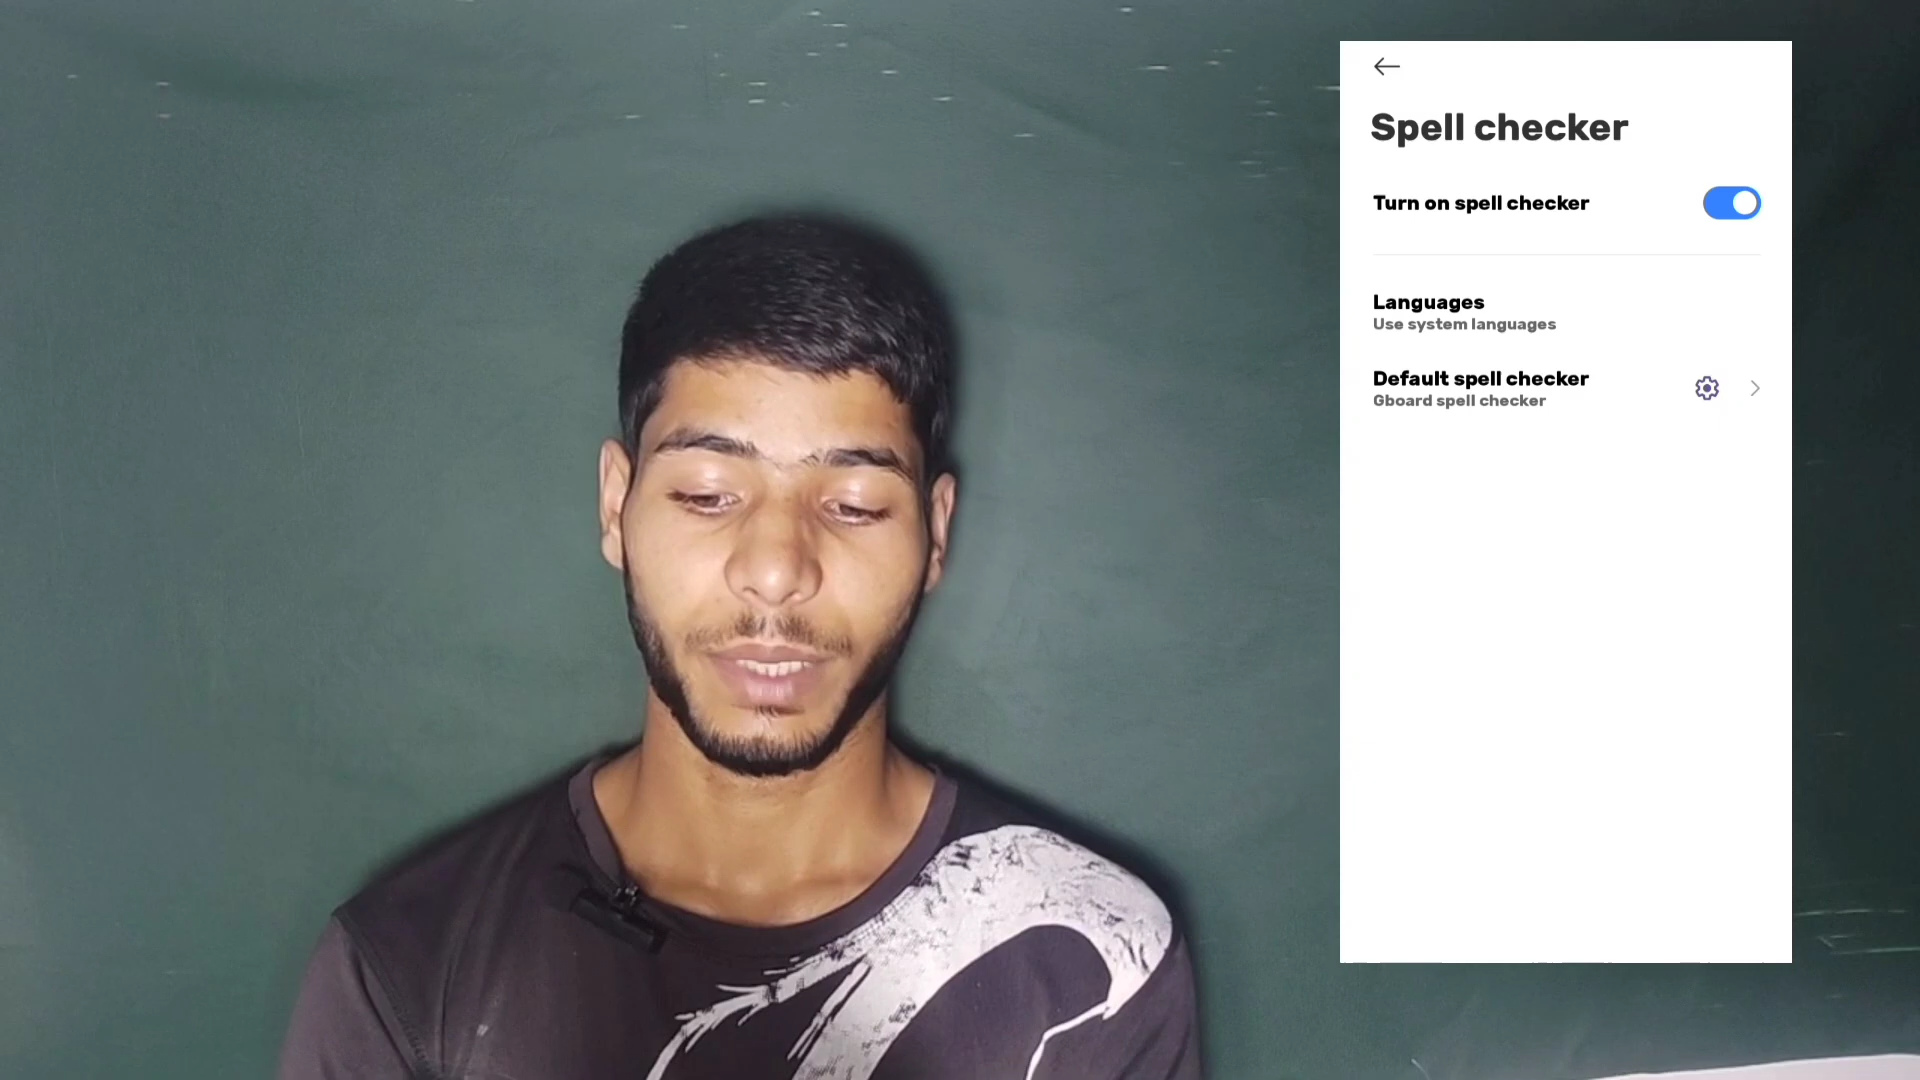 Spell checker
Turn on spell checker
Languages
Use system languages
Default spell checker
Gboard spell checker